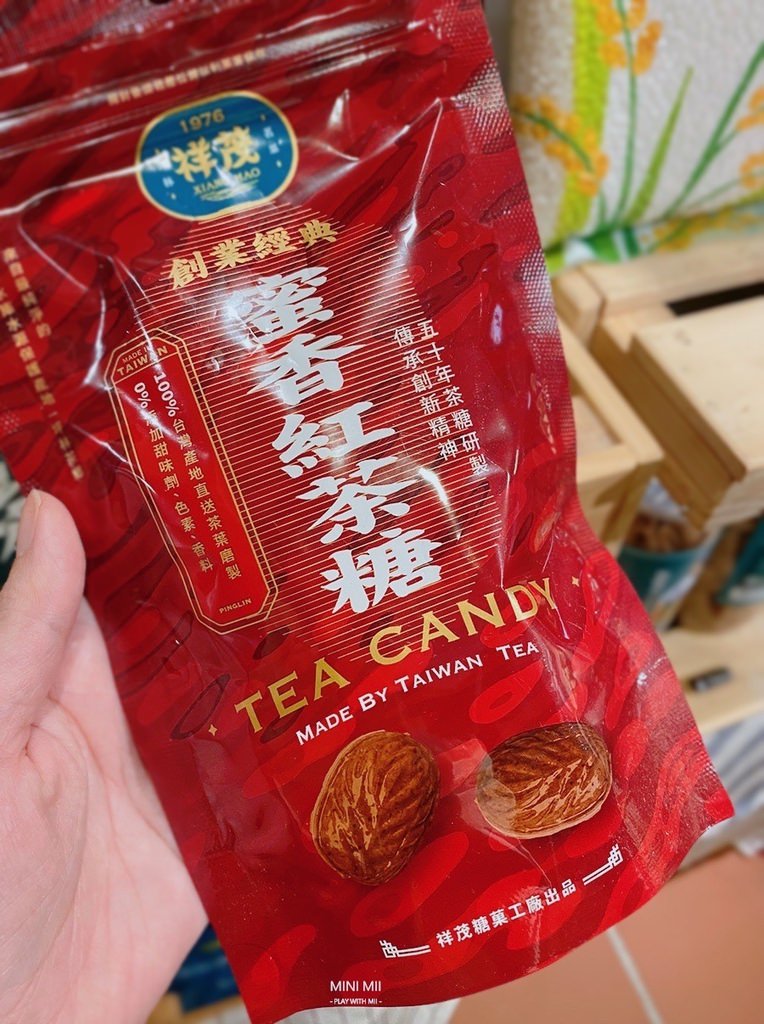 1976
祥茂
XIANG MAO
創業經典
蜜香紅茶糖
五十年茶糖研製
傳承創新精神
MADE IN
TAIWAN
100%台灣產地直送茶葉磨製
0%添加甜味劑、色素、香料
PINGLIN
TEA CANDY
MADE BY TAIWAN TEA
祥茂糖菓工廠出品
MINI MII
- PLAY WITH MII -